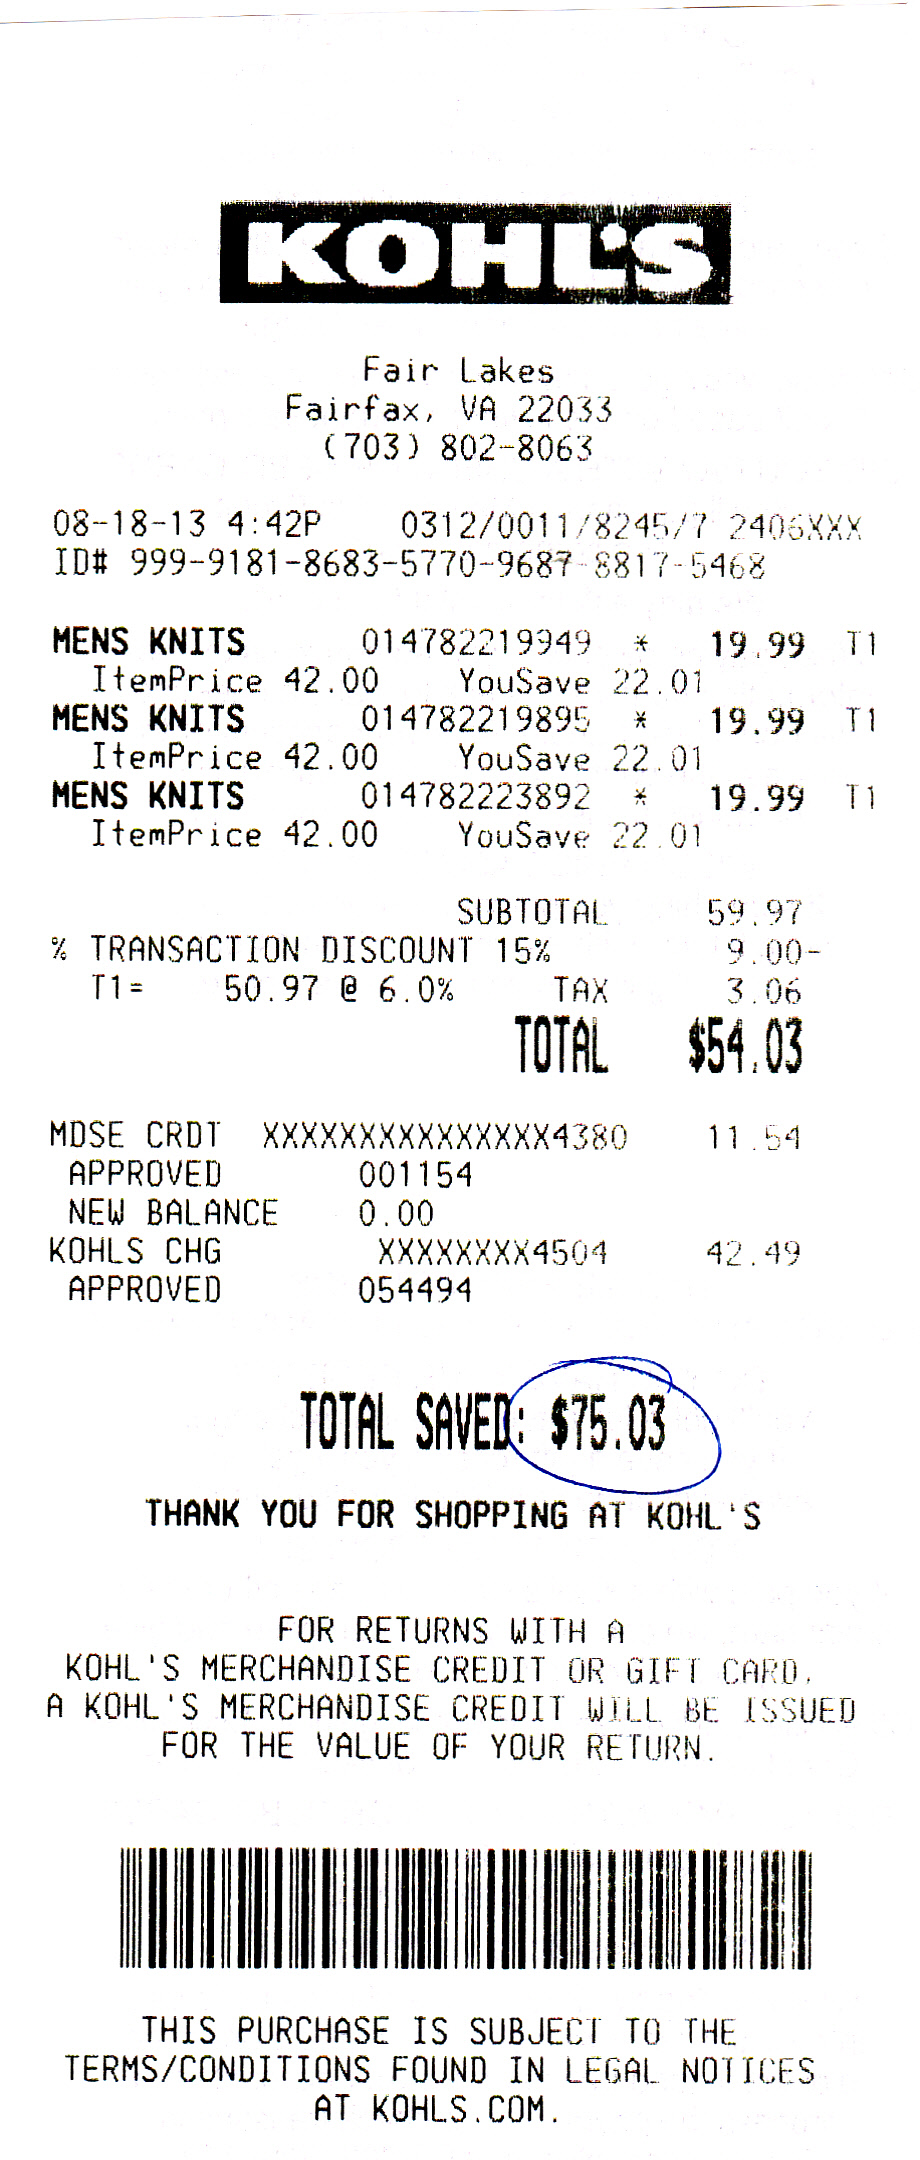 KOHL'S
Fair Lakes
Fairfax, VA 22033
(703) 802-8063
08-18-13 4:42P 0312/0011/8245/7 2406XXX
ID# 999-9181-8683-5770-9687-8817-5468
MENS KNITS 014782219949 * 19.99 T1
ItemPrice 42.00 YouSave 22.01
MENS KNITS 014782219895 * 19.99 T1
ItemPrice 42.00 YouSave 22.01
MENS KNITS 014782223892 * 19.99 T1
ItemPrice 42.00 YouSave 22.01
SUBTOTAL 59.97
% TRANSACTION DISCOUNT 15% 9.00-
T1= 50.97 @ 6.0% TAX 3.06
TOTAL $54.03
MDSE CRDT XXXXXXXXXXXXXXX4380 11.54
APPROVED 001154
NEW BALANCE 0.00
KOHLS CHG XXXXXXXX4504 42.49
APPROVED 054494
TOTAL SAVED: $75.03
THANK YOU FOR SHOPPING AT KOHL'S
FOR RETURNS WITH A
KOHL'S MERCHANDISE CREDIT OR GIFT CARD,
A KOHL'S MERCHANDISE CREDIT WILL BE ISSUED
FOR THE VALUE OF YOUR RETURN.
THIS PURCHASE IS SUBJECT TO THE
TERMS/CONDITIONS FOUND IN LEGAL NOTICES
AT KOHLS.COM.